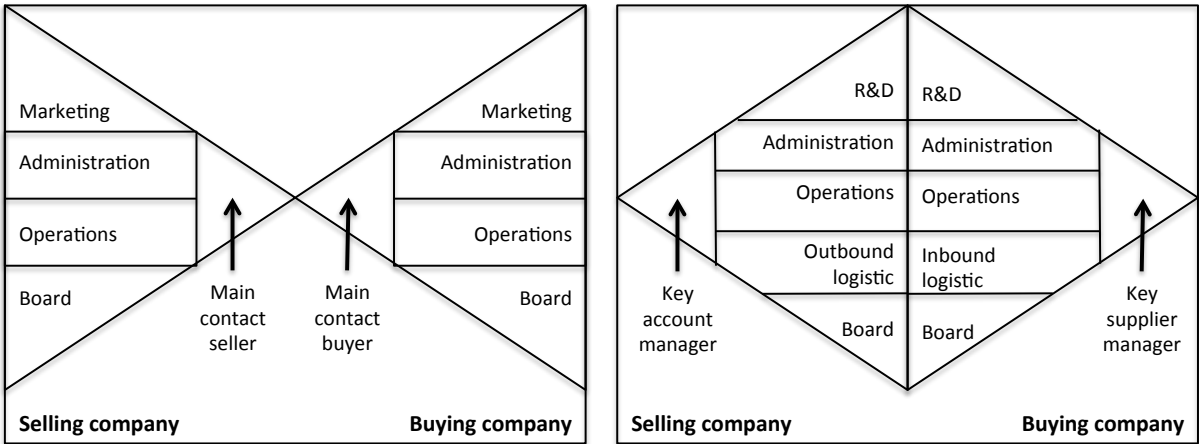 Marketing
Administration
Operations
Board
Main
contact
seller
Main
contact
buyer
Marketing
Administration
Operations
Board
Selling company
Buying company
R&D
Administration
Operations
Outbound
logistic
Board
R&D
Administration
Operations
Inbound
logistic
Board
Key
account
manager
Key
supplier
manager
Selling company
Buying company